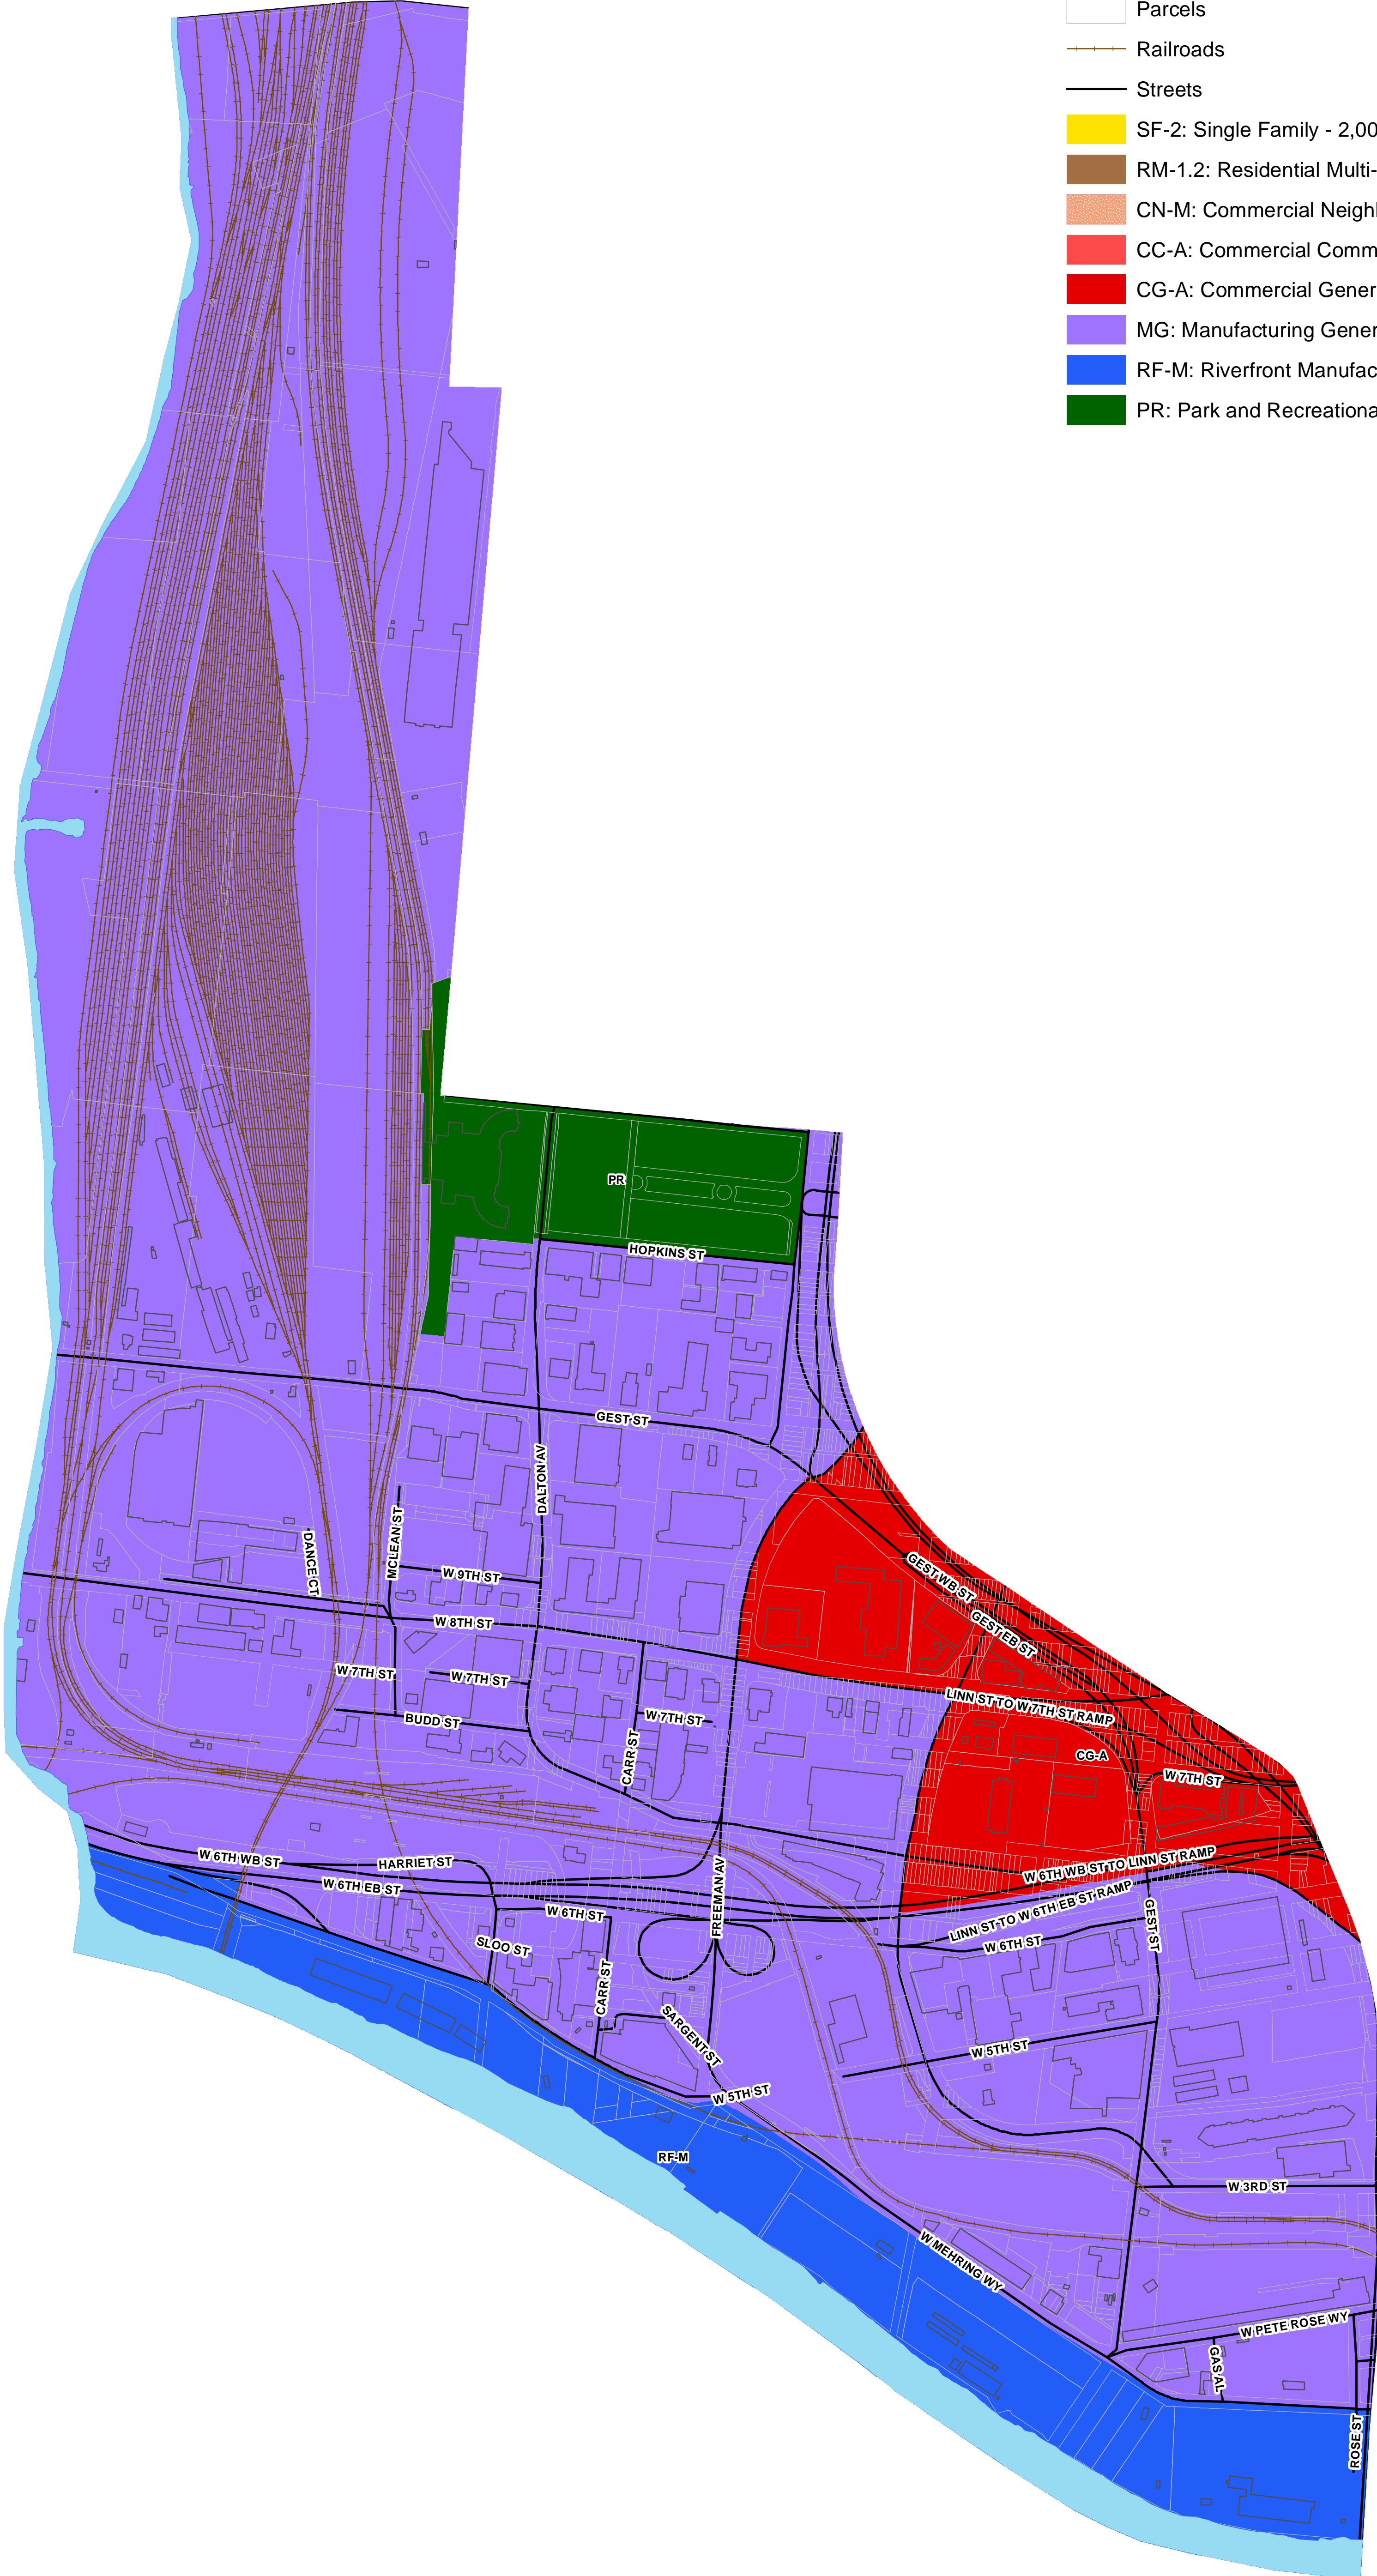 Parcels
Railroads
Streets
SF-2: Single Family - 2,00
RM-1.2: Residential Multi-
CN-M: Commercial Neigh
CC-A: Commercial Comm
CG-A: Commercial Gener
MG: Manufacturing Gener
RF-M: Riverfront Manufac
PR: Park and Recreationa
PR
HOPKINS ST
GEST ST
DALTON AV
MCLEAN ST
DANCE CT
W 9TH ST
GEST WB ST
GEST EB ST
W 8TH ST
W 7TH ST
W 7TH ST
LINN ST TO W 7TH ST RAMP
BUDD ST
W 7TH ST
CARR ST
CG-A
W 7TH ST
W 6TH WB ST
HARRIET ST
W 6TH WB ST TO LINN ST RAMP
W 6TH EB ST
FREEMAN AV
LINN ST TO W 6TH EB ST RAMP
W 6TH ST
GEST ST
SLOO ST
W 6TH ST
CARR ST
SARGENT ST
W 5TH ST
W 5TH ST
RF-M
W 3RD ST
W MEHRING WY
W PETE ROSE WY
GAS AL
ROSE ST